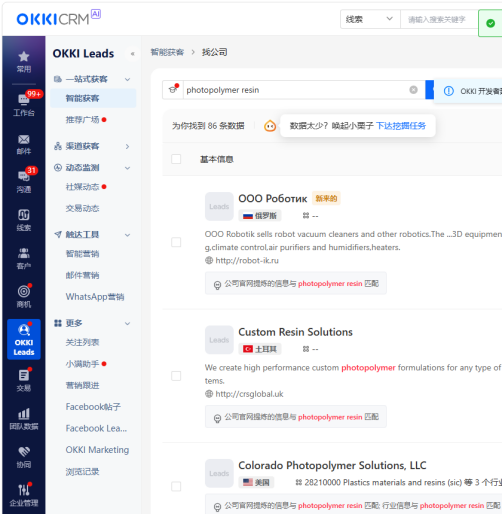 OKKICRM AI
线索
请输入搜索关键字
常用
99+
工作台
邮件
31
沟通
线索
客户
商机
OKKI
Leads
交易
团队数据
协同
企业管理
OKKI Leads
一站式获客
智能获客
推荐广场
渠道获客
动态监测
社媒动态
交易动态
触达工具
智能营销
邮件营销
WhatsApp营销
更多
关注列表
小满助手
营销跟进
Facebook帖子
Facebook Lea...
OKKI Marketing
浏览记录
智能获客 > 找公司
photopolymer resin
OKKI 开发者
为你找到 86 条数据
数据太少？唤起小栗子 下达挖掘任务
基本信息
Leads
ООО Роботик 新来的
俄罗斯 --
OOO Robotik sells robot vacuum cleaners and other robotics.The ...3D equipmen
g,climate control,air purifiers and humidifiers,heaters.
http://robot-ik.ru
公司官网提炼的信息与 photopolymer resin 匹配
Leads
Custom Resin Solutions
土耳其 --
We create high performance custom photopolymer formulations for any type of
tems.
http://crsglobal.uk
公司官网提炼的信息与 photopolymer resin 匹配
Leads
Colorado Photopolymer Solutions, LLC
美国 28210000 Plastics materials and resins (sic) 等 3 个行业
公司官网提炼的信息与 photopolymer resin 匹配; 行业信息与 photopolymer resin 匹配